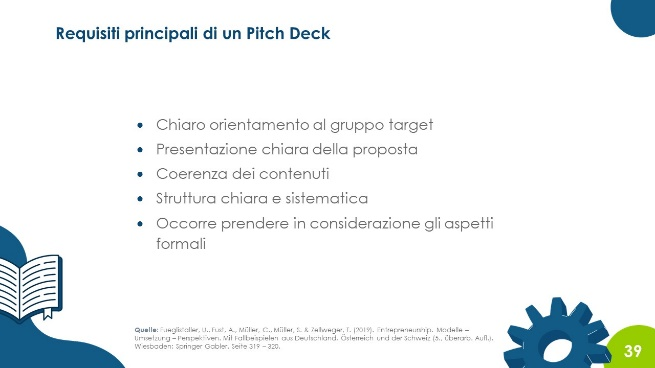 Requisiti principali di un Pitch Deck
• Chiaro orientamento al gruppo target
• Presentazione chiara della proposta
• Coerenza dei contenuti
• Struttura chiara e sistematica
• Occorre prendere in considerazione gli aspetti
formali
Quelle: Fueglistaller, U., Fust, A., Müller, C., Müller, S. & Zellweger, T. (2019). Entrepreneurship. Modelle –
Umsetzung – Perspektiven. Mit Fallbeispielen aus Deutschland, Österreich und der Schweiz (5., überarb. Aufl.).
Wiesbaden: Springer Gabler. Seite 319 – 320.
39